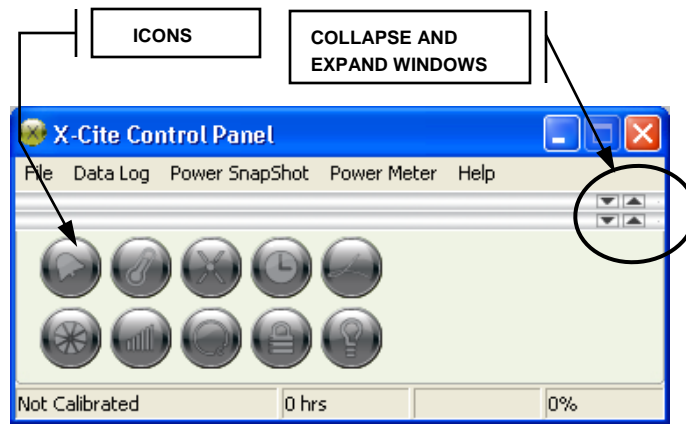 ICONS
COLLAPSE AND
EXPAND WINDOWS
X-Cite Control Panel
File Data Log Power SnapShot Power Meter Help
Not Calibrated 0 hrs 0%